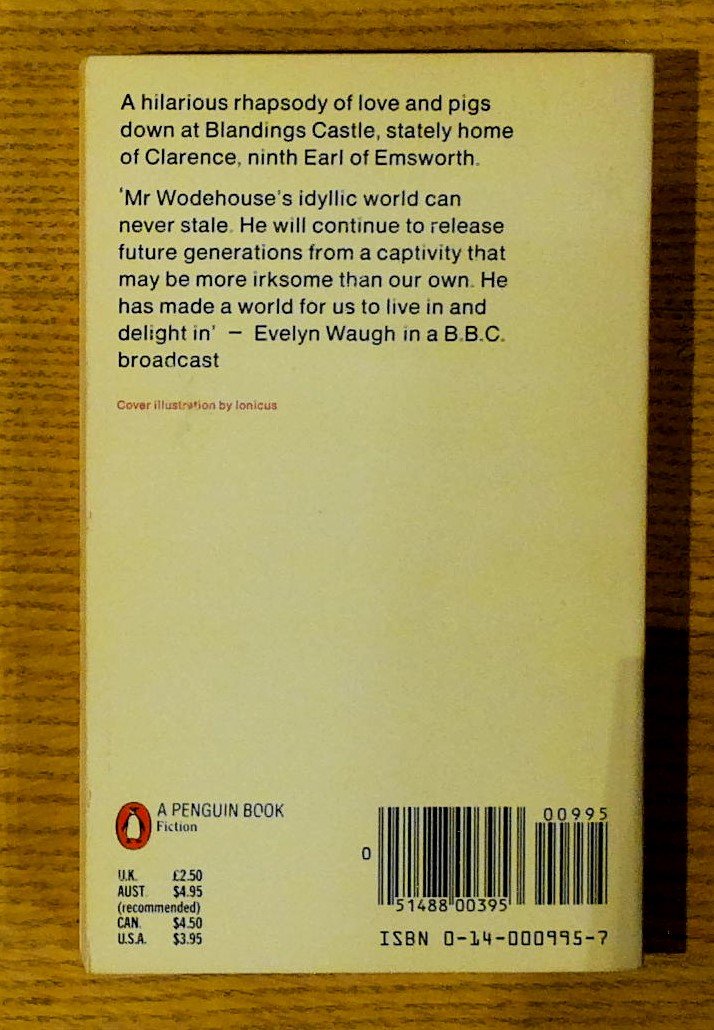 A hilarious rhapsody of love and pigs
down at Blandings Castle, stately home
of Clarence, ninth Earl of Emsworth.
‘Mr Wodehouse's idyllic world can
never stale. He will continue to release
future generations from a captivity that
may be more irksome than our own. He
has made a world for us to live in and
delight in’ – Evelyn Waugh in a B.B.C.
broadcast
Cover illustration by Ionicus
A PENGUIN BOOK
Fiction
U.K. £2.50
AUST. $4.95
(recommended)
CAN. $4.50
U.S.A. $3.95
00995
0
51488 00395
ISBN 0-14-000995-7